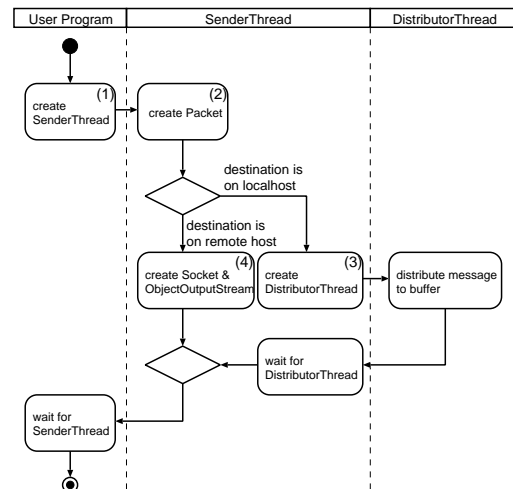 User Program
SenderThread
DistributorThread
(1)
create
SenderThread
(2)
create Packet
destination is
on localhost
destination is
on remote host
(4)
create Socket &
ObjectOutputStream
(3)
create
DistributorThread
distribute message
to buffer
wait for
DistributorThread
wait for
SenderThread